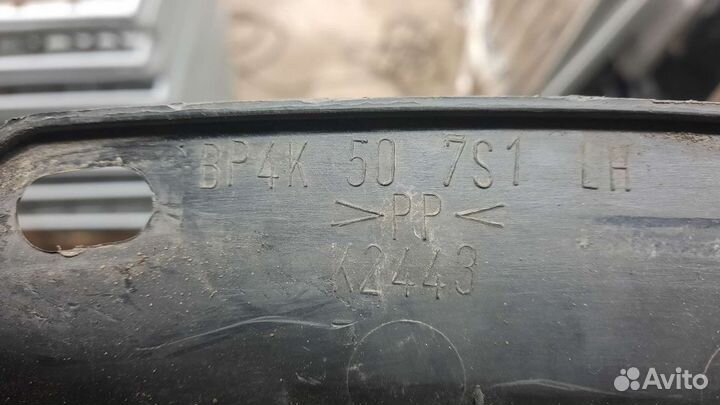 BP4K 50 7S1 LH
>PP<
K2443
Avito